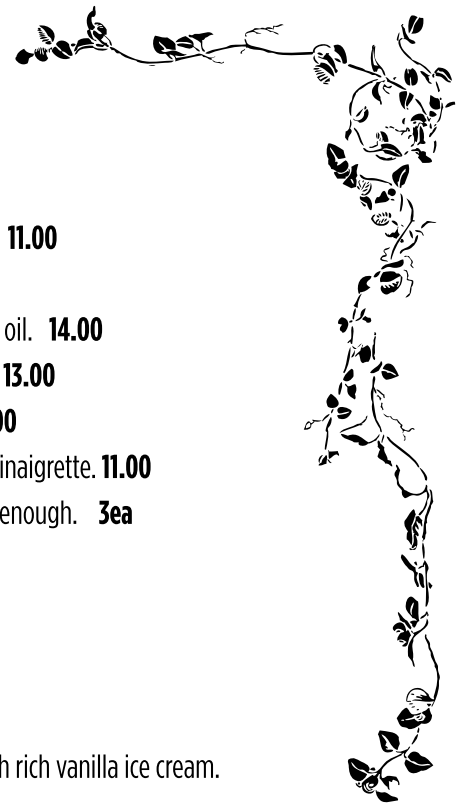 11.00
oil. 14.00
13.00
00
inaigrette. 11.00
enough. 3ea
h rich vanilla ice cream.